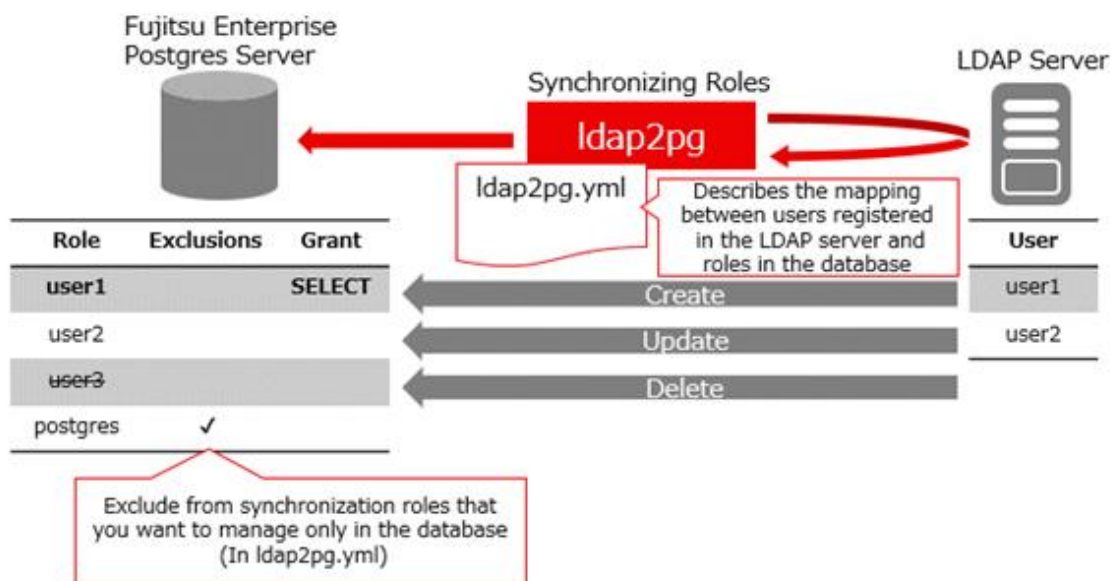 Fujitsu Enterprise
Postgres Server
LDAP Server
Synchronizing Roles
ldap2pg
ldap2pg.yml
Describes the mapping
between users registered
in the LDAP server and
roles in the database
Role Exclusions Grant
user1 SELECT
user2
user3
postgres ✓
User
user1
user2
Create
Update
Delete
Exclude from synchronization roles that
you want to manage only in the database
(In ldap2pg.yml)